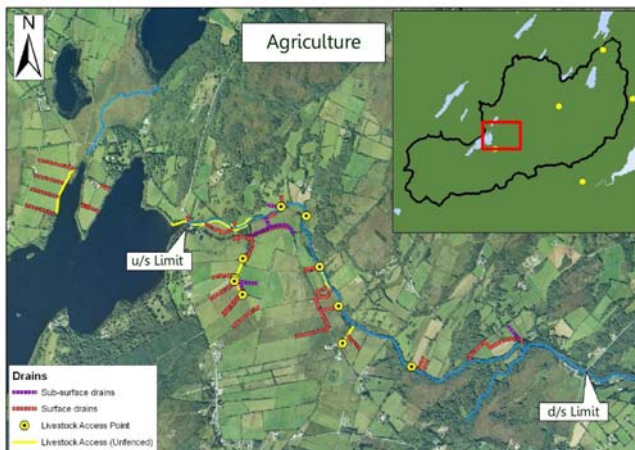 N
Agriculture
u/s Limit
d/s Limit
Drains
Sub-surface drains
Surface drains
Livestock Access Point
Livestock Access (Unfenced)